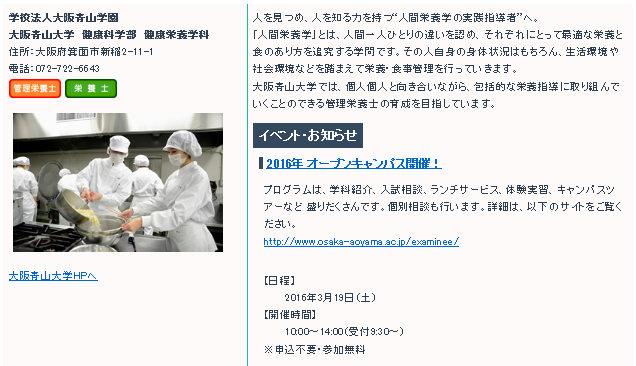 学校法人大阪青山学園
大阪青山大学　健康科学部　健康栄養学科
住所：大阪府箕面市新稲2-11-1
電話：072-722-6543
管理栄養士 栄 養 士
大阪青山大学HPへ
人を見つめ、人を知る力を持つ“人間栄養学の実践指導者”へ。
「人間栄養学」とは、人間一人ひとりの違いを認め、それぞれにとって最適な栄養と
食のあり方を追究する学問です。その人自身の身体状況はもちろん、生活環境や
社会環境などを踏まえて栄養・食事管理を行っていきます。
大阪青山大学では、個人個人と向き合いながら、包括的な栄養指導に取り組んで
いくことのできる管理栄養士の育成を目指しています。
イベント・お知らせ
2016年 オープンキャンパス開催！
プログラムは、学科紹介、入試相談、ランチサービス、体験実習、キャンパスツ
アーなど 盛りだくさんです。個別相談も行います。詳細は、以下のサイトをご覧く
ださい。
http://www.osaka-aoyama.ac.jp/examinee/
【日程】
2016年3月19日（土）
【開催時間】
10:00～14:00（受付9:30～）
※申込不要・参加無料